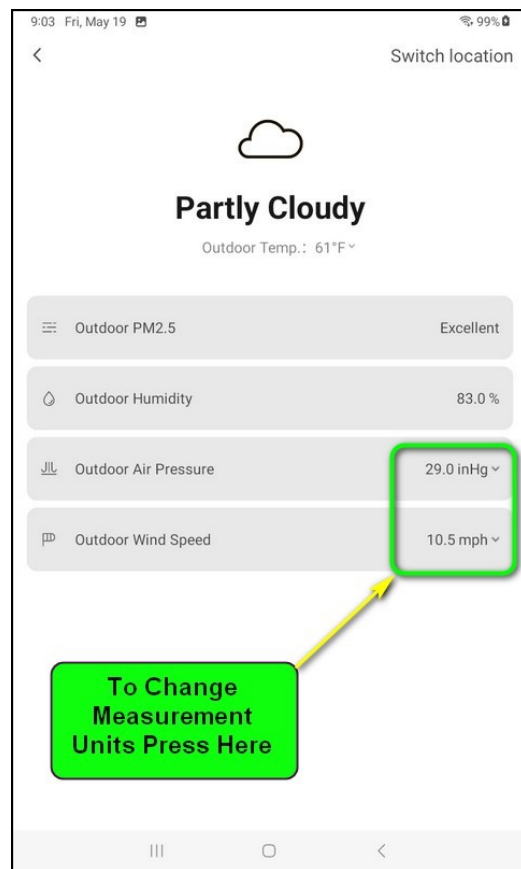 9:03 Fri, May 19 99%
Switch location
Partly Cloudy
Outdoor Temp.: 61°F
Outdoor PM2.5 Excellent
Outdoor Humidity 83.0 %
Outdoor Air Pressure 29.0 inHg
Outdoor Wind Speed 10.5 mph
To Change
Measurement
Units Press Here